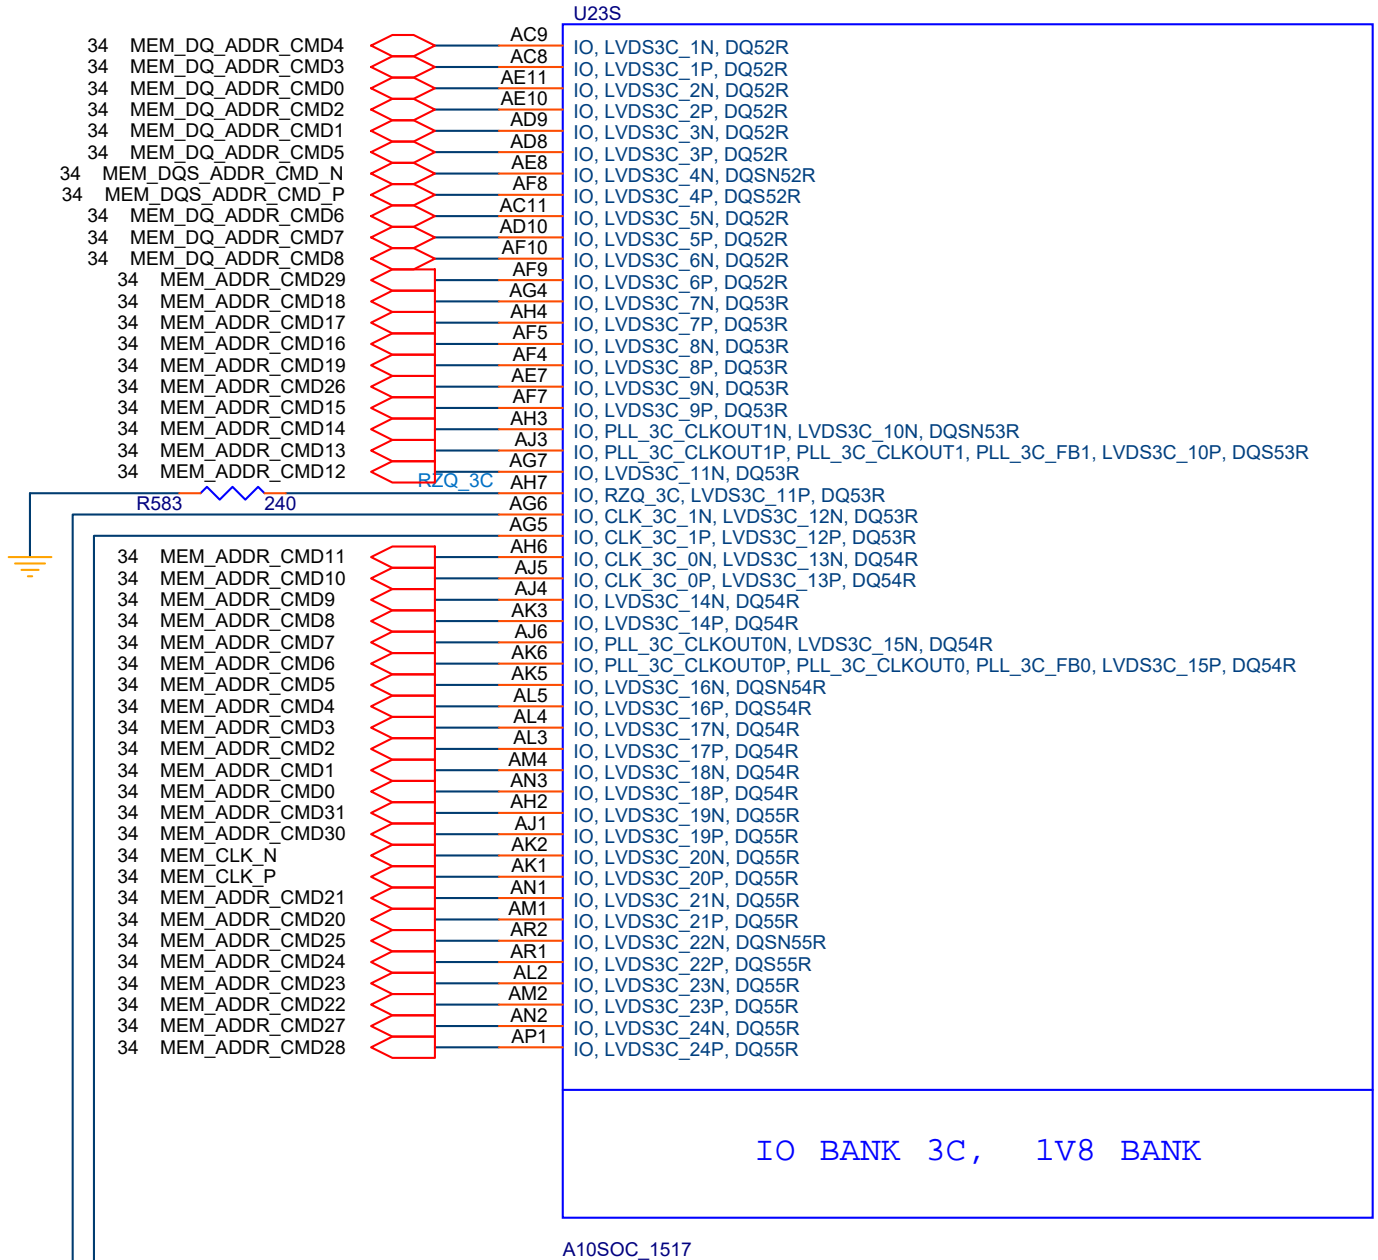 U23S
34 MEM_DQ_ADDR_CMD4 AC9 IO, LVDS3C_1N, DQ52R
34 MEM_DQ_ADDR_CMD3 AC8 IO, LVDS3C_1P, DQ52R
34 MEM_DQ_ADDR_CMD0 AE11 IO, LVDS3C_2N, DQ52R
34 MEM_DQ_ADDR_CMD2 AE10 IO, LVDS3C_2P, DQ52R
34 MEM_DQ_ADDR_CMD1 AD9 IO, LVDS3C_3N, DQ52R
34 MEM_DQ_ADDR_CMD5 AD8 IO, LVDS3C_3P, DQ52R
34 MEM_DQS_ADDR_CMD_N AE8 IO, LVDS3C_4N, DQSN52R
34 MEM_DQS_ADDR_CMD_P AF8 IO, LVDS3C_4P, DQS52R
34 MEM_DQ_ADDR_CMD6 AC11 IO, LVDS3C_5N, DQ52R
34 MEM_DQ_ADDR_CMD7 AD10 IO, LVDS3C_5P, DQ52R
34 MEM_DQ_ADDR_CMD8 AF10 IO, LVDS3C_6N, DQ52R
34 MEM_ADDR_CMD29 AF9 IO, LVDS3C_6P, DQ52R
34 MEM_ADDR_CMD18 AG4 IO, LVDS3C_7N, DQ53R
34 MEM_ADDR_CMD17 AH4 IO, LVDS3C_7P, DQ53R
34 MEM_ADDR_CMD16 AF5 IO, LVDS3C_8N, DQ53R
34 MEM_ADDR_CMD19 AF4 IO, LVDS3C_8P, DQ53R
34 MEM_ADDR_CMD26 AE7 IO, LVDS3C_9N, DQ53R
34 MEM_ADDR_CMD15 AF7 IO, LVDS3C_9P, DQ53R
34 MEM_ADDR_CMD14 AH3 IO, PLL_3C_CLKOUT1N, LVDS3C_10N, DQSN53R
34 MEM_ADDR_CMD13 AJ3 IO, PLL_3C_CLKOUT1P, PLL_3C_CLKOUT1, PLL_3C_FB1, LVDS3C_10P, DQS53R
34 MEM_ADDR_CMD12 AG7 IO, LVDS3C_11N, DQ53R
R583 240 RZQ_3C AH7 IO, RZQ_3C, LVDS3C_11P, DQ53R
AG6 IO, CLK_3C_1N, LVDS3C_12N, DQ53R
AG5 IO, CLK_3C_1P, LVDS3C_12P, DQ53R
34 MEM_ADDR_CMD11 AH6 IO, CLK_3C_0N, LVDS3C_13N, DQ54R
34 MEM_ADDR_CMD10 AJ5 IO, CLK_3C_0P, LVDS3C_13P, DQ54R
34 MEM_ADDR_CMD9 AJ4 IO, LVDS3C_14N, DQ54R
34 MEM_ADDR_CMD8 AK3 IO, LVDS3C_14P, DQ54R
34 MEM_ADDR_CMD7 AJ6 IO, PLL_3C_CLKOUT0N, LVDS3C_15N, DQ54R
34 MEM_ADDR_CMD6 AK6 IO, PLL_3C_CLKOUT0P, PLL_3C_CLKOUT0, PLL_3C_FB0, LVDS3C_15P, DQ54R
34 MEM_ADDR_CMD5 AK5 IO, LVDS3C_16N, DQSN54R
34 MEM_ADDR_CMD4 AL5 IO, LVDS3C_16P, DQS54R
34 MEM_ADDR_CMD3 AL4 IO, LVDS3C_17N, DQ54R
34 MEM_ADDR_CMD2 AL3 IO, LVDS3C_17P, DQ54R
34 MEM_ADDR_CMD1 AM4 IO, LVDS3C_18N, DQ54R
34 MEM_ADDR_CMD0 AN3 IO, LVDS3C_18P, DQ54R
34 MEM_ADDR_CMD31 AH2 IO, LVDS3C_19N, DQ55R
34 MEM_ADDR_CMD30 AJ1 IO, LVDS3C_19P, DQ55R
34 MEM_CLK_N AK2 IO, LVDS3C_20N, DQ55R
34 MEM_CLK_P AK1 IO, LVDS3C_20P, DQ55R
34 MEM_ADDR_CMD21 AN1 IO, LVDS3C_21N, DQ55R
34 MEM_ADDR_CMD20 AM1 IO, LVDS3C_21P, DQ55R
34 MEM_ADDR_CMD25 AR2 IO, LVDS3C_22N, DQSN55R
34 MEM_ADDR_CMD24 AR1 IO, LVDS3C_22P, DQS55R
34 MEM_ADDR_CMD23 AL2 IO, LVDS3C_23N, DQ55R
34 MEM_ADDR_CMD22 AM2 IO, LVDS3C_23P, DQ55R
34 MEM_ADDR_CMD27 AN2 IO, LVDS3C_24N, DQ55R
34 MEM_ADDR_CMD28 AP1 IO, LVDS3C_24P, DQ55R
IO BANK 3C, 1V8 BANK
A10SOC_1517